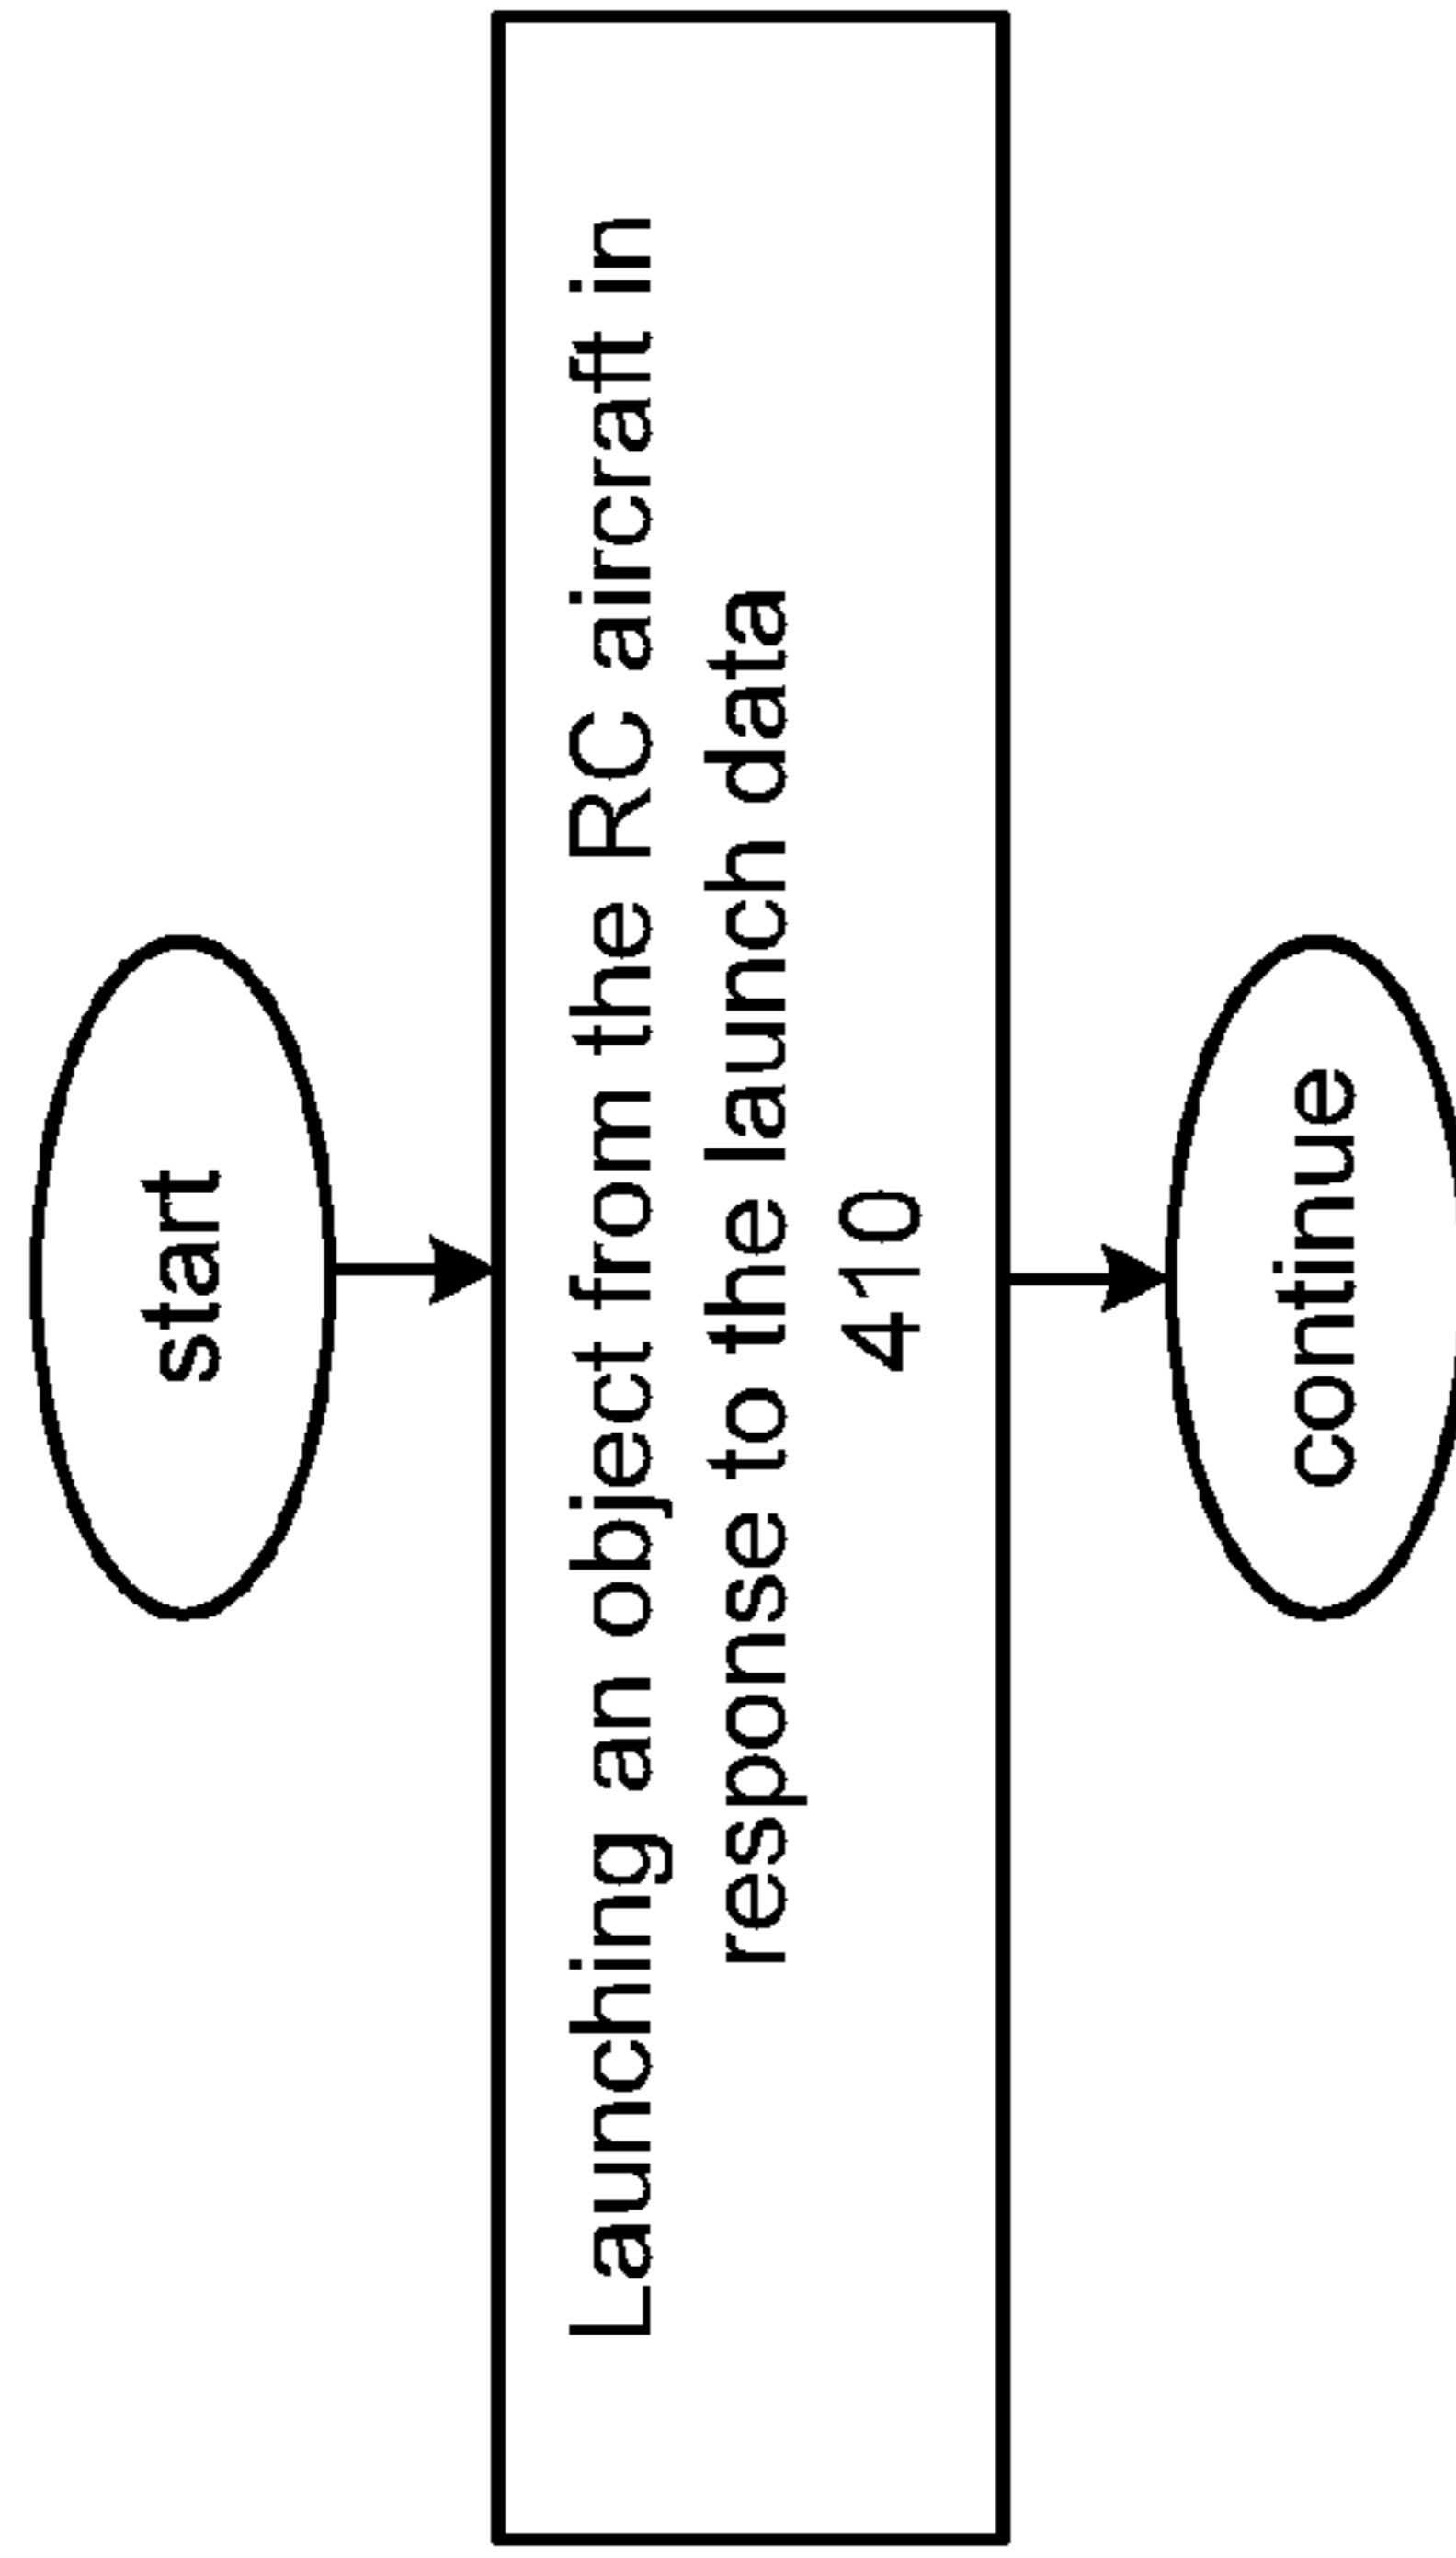 start
Launching an object from the RC aircraft in
response to the launch data
410
continue